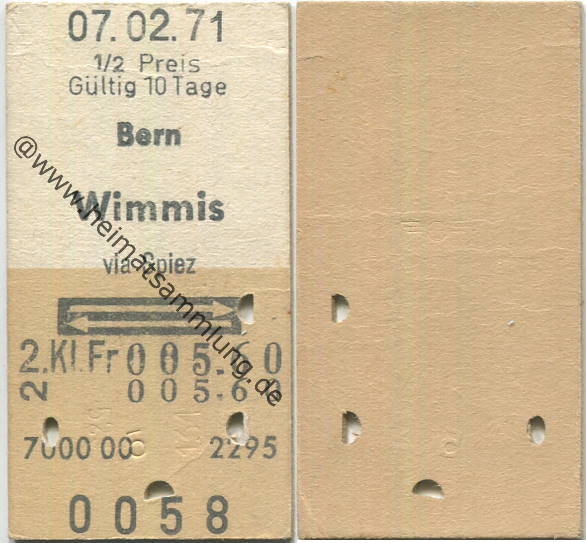 07.02.71
1/2 Preis
Gültig 10 Tage
Bern
Wimmis
via Spiez
2.Kl.Fr 005.60
2 005.60
7000 00 2295
0058
@www.heimatsammlung.de